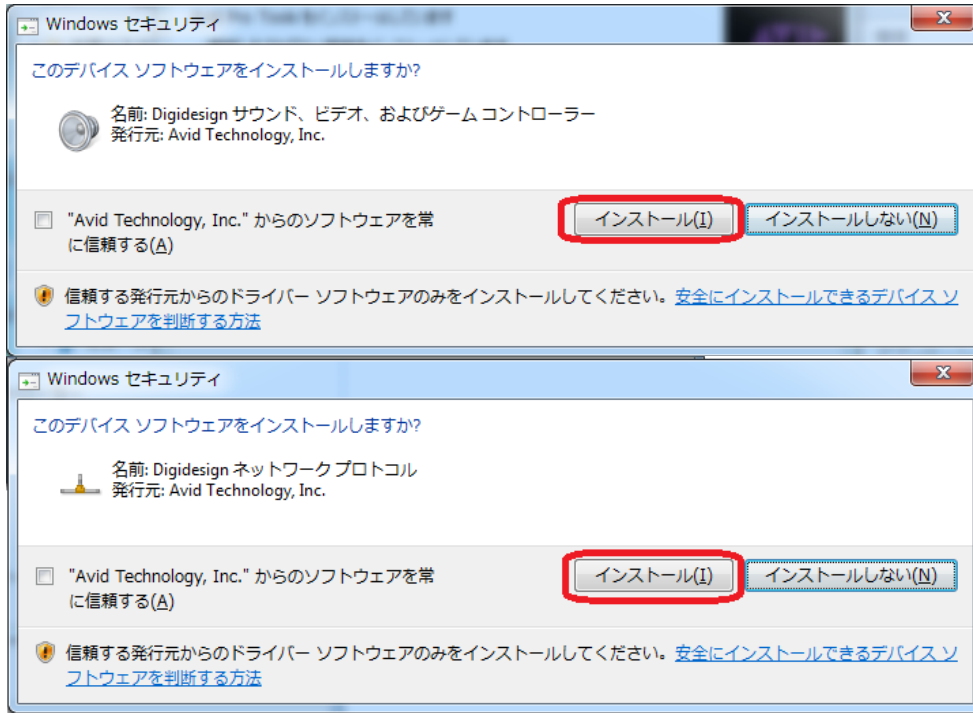 Windows セキュリティ
このデバイス ソフトウェアをインストールしますか?
名前: Digidesign サウンド、ビデオ、およびゲーム コントローラー
発行元: Avid Technology, Inc.
"Avid Technology, Inc." からのソフトウェアを常
に信頼する(A)
インストール(I)
インストールしない(N)
信頼する発行元からのドライバー ソフトウェアのみをインストールしてください。安全にインストールできるデバイス ソ
フトウェアを判断する方法
Windows セキュリティ
このデバイス ソフトウェアをインストールしますか?
名前: Digidesign ネットワーク プロトコル
発行元: Avid Technology, Inc.
"Avid Technology, Inc." からのソフトウェアを常
に信頼する(A)
インストール(I)
インストールしない(N)
信頼する発行元からのドライバー ソフトウェアのみをインストールしてください。安全にインストールできるデバイス ソ
フトウェアを判断する方法